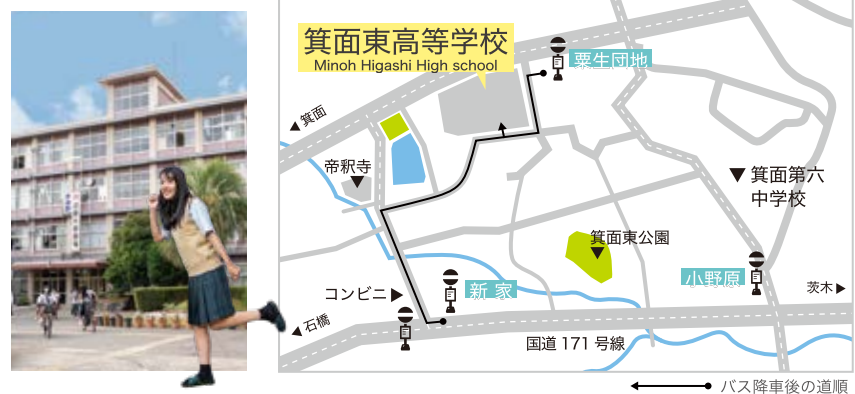 箕面東高等学校
Minoh Higashi High school
粟生団地
箕面
帝釈寺
箕面第六
中学校
箕面東公園
小野原
新家
コンビニ
茨木
石橋
国道171号線
バス降車後の道順